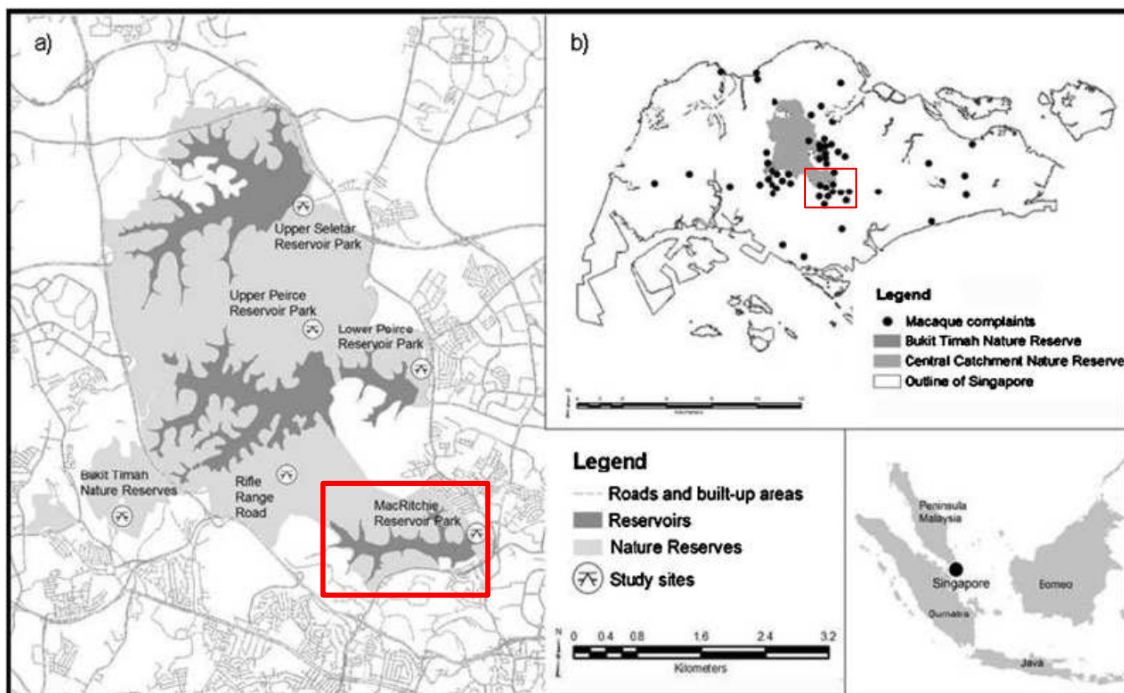 a)
Upper Seletar
Reservoir Park
Upper Peirce
Reservoir Park
Lower Peirce
Reservoir Park
Bukit Timah
Nature Reserves
Rifle
Range
Road
MacRitchie
Reservoir Park
b)
Legend
Macaque complaints
Bukit Timah Nature Reserve
Central Catchment Nature Reserve
Outline of Singapore
Kilometers
Legend
Roads and built-up areas
Reservoirs
Nature Reserves
Study sites
N
0 0.4 0.8 1.6 2.4 3.2
Kilometers
Peninsula
Malaysia
Singapore
Sumatra
Borneo
Java